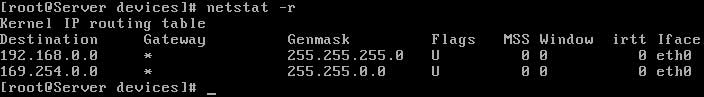 [root@Server devices]# netstat -r
Kernel IP routing table
Destination     Gateway         Genmask         Flags   MSS Window  irtt Iface
192.168.0.0     *               255.255.255.0   U         0 0          0 eth0
169.254.0.0     *               255.255.0.0     U         0 0          0 eth0
[root@Server devices]# _